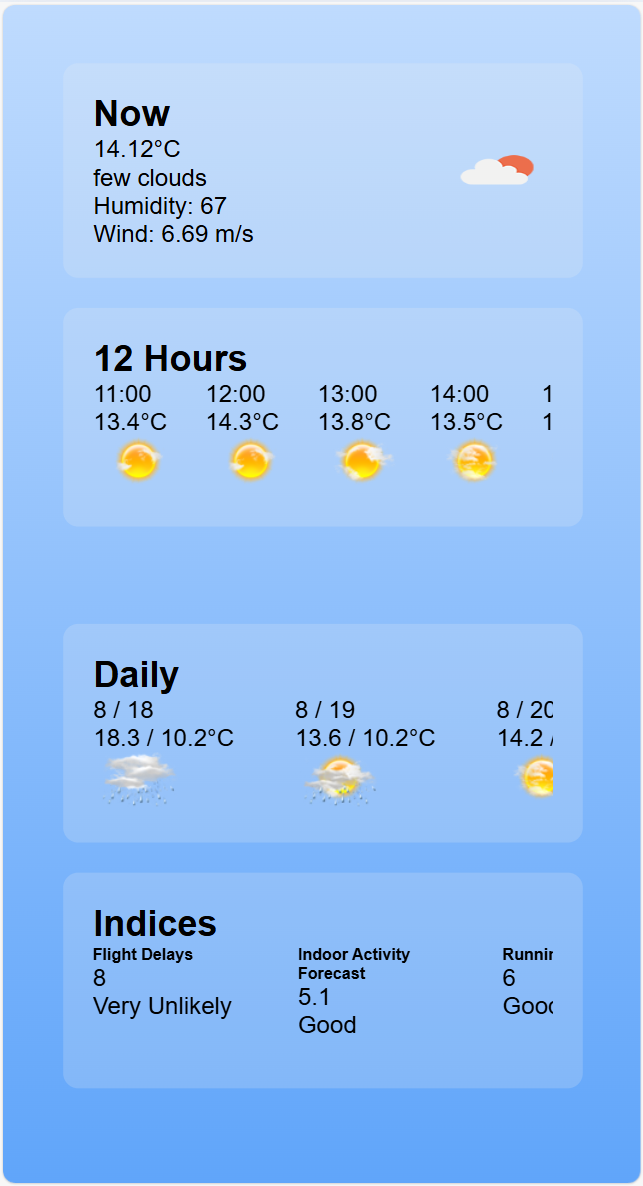 Now
14.12°C
few clouds
Humidity: 67
Wind: 6.69 m/s
12 Hours
11:00 12:00 13:00 14:00 1
13.4°C 14.3°C 13.8°C 13.5°C 1
Daily
8 / 18 8 / 19 8 / 20
18.3 / 10.2°C 13.6 / 10.2°C 14.2 /
Indices
Flight Delays
8
Very Unlikely
Indoor Activity
Forecast
5.1
Good
6